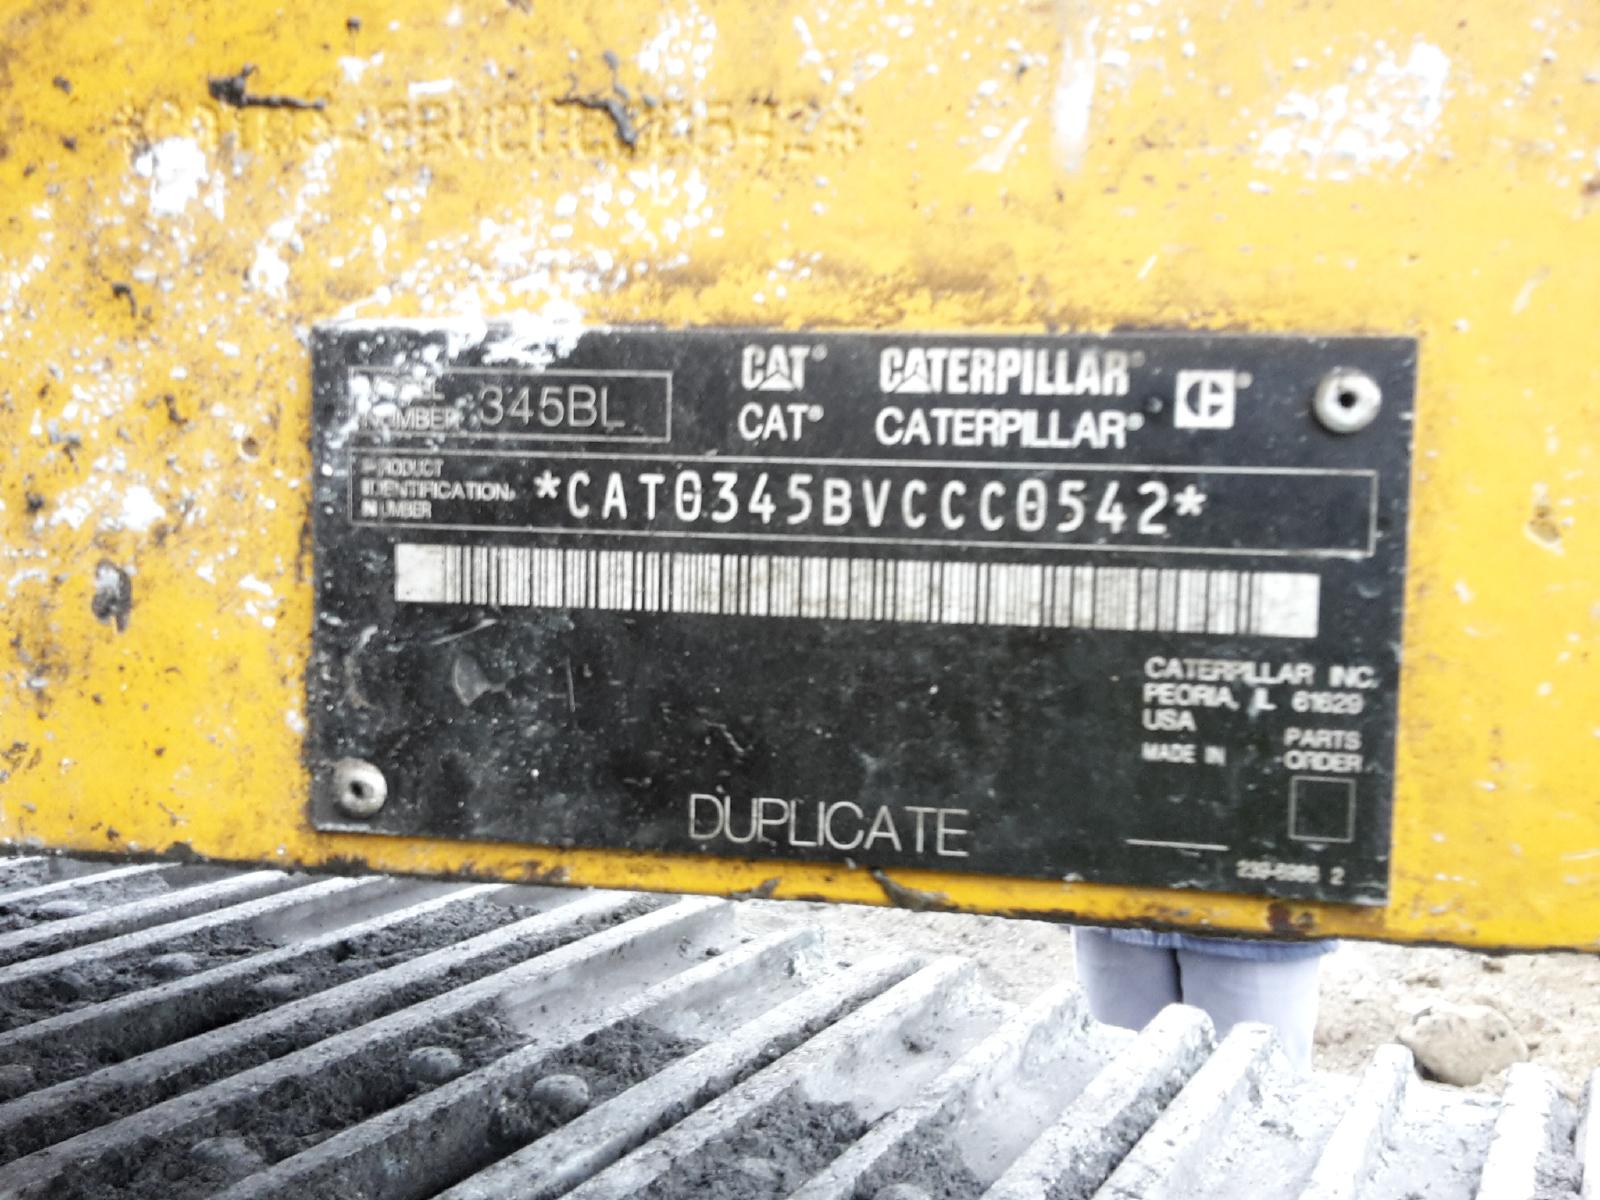 NUMBER 345BL
CAT® CATERPILLAR®
CAT® CATERPILLAR®
PRODUCT
IDENTIFICATION
NUMBER
*CAT0345BVCCC0542*
CATERPILLAR INC.
PEORIA, IL 61629
USA
MADE IN
PARTS
ORDER
DUPLICATE